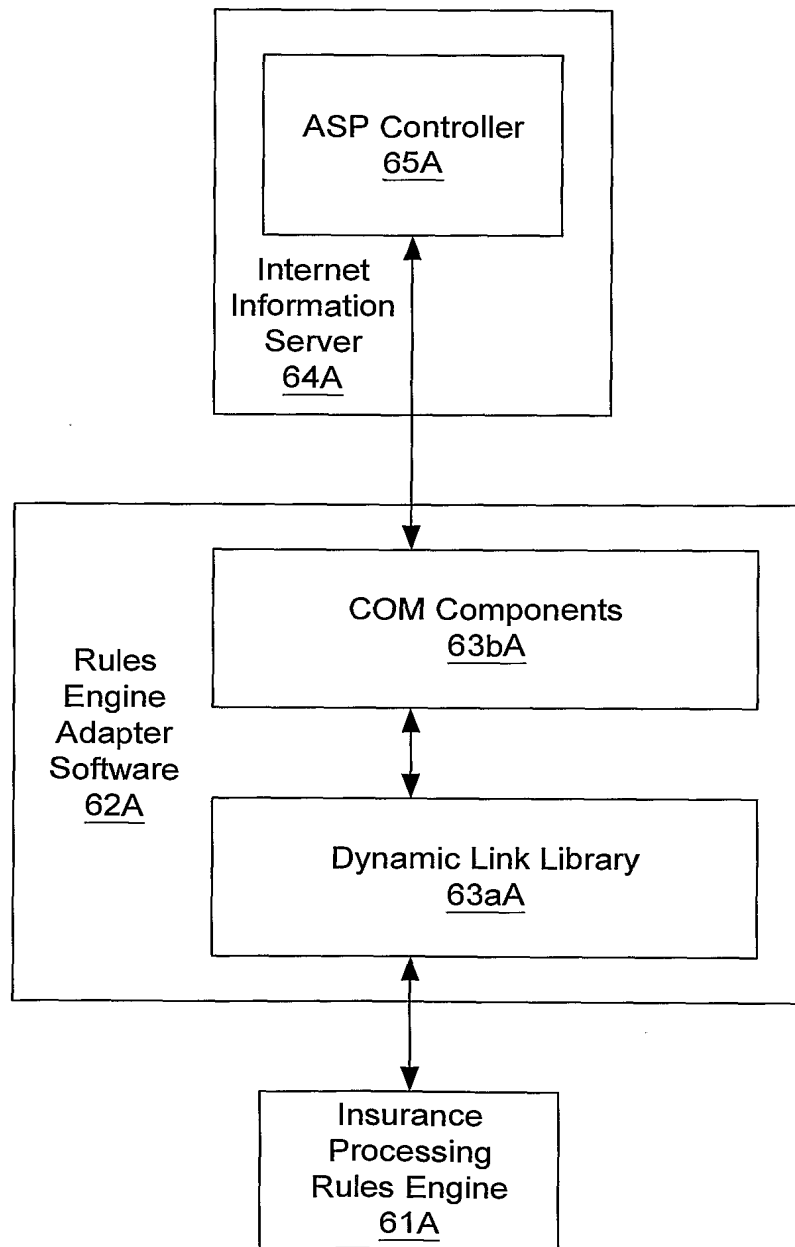 ASP Controller
65A
Internet
Information
Server
64A
COM Components
63bA
Rules
Engine
Adapter
Software
62A
Dynamic Link Library
63aA
Insurance
Processing
Rules Engine
61A